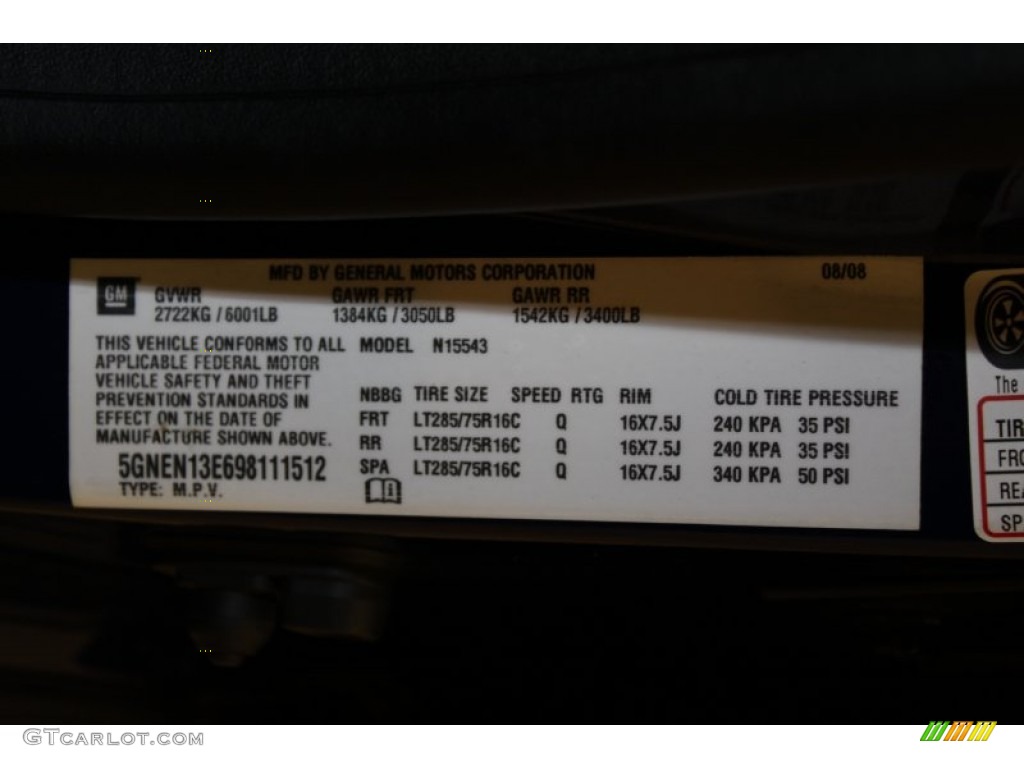 MFD BY GENERAL MOTORS CORPORATION 08/08
GM
GVWR GAWR FRT GAWR RR
2722KG / 6001LB 1384KG / 3050LB 1542KG / 3400LB
THIS VEHICLE CONFORMS TO ALL
APPLICABLE FEDERAL MOTOR
VEHICLE SAFETY AND THEFT
PREVENTION STANDARDS IN
EFFECT ON THE DATE OF
MANUFACTURE SHOWN ABOVE.
5GNEN13E698111512
TYPE: M.P.V.
MODEL N15543
NBBG TIRE SIZE SPEED RTG RIM COLD TIRE PRESSURE
FRT LT285/75R16C Q 16X7.5J 240 KPA 35 PSI
RR LT285/75R16C Q 16X7.5J 240 KPA 35 PSI
SPA LT285/75R16C Q 16X7.5J 340 KPA 50 PSI
The
GTCARLOT.COM